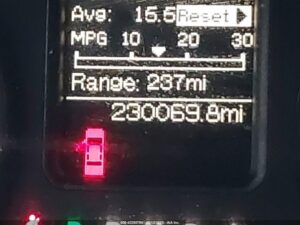 Avg: 15.5 Reset ▶
MPG 10 20 30
Range: 237mi
230069.8mi